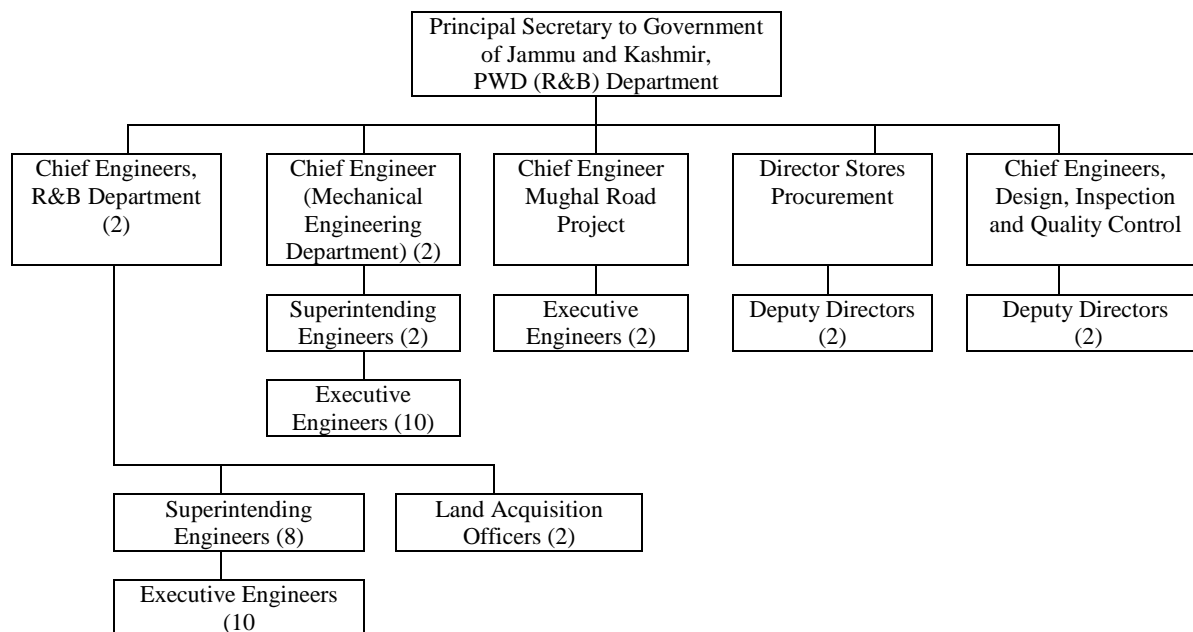 Principal Secretary to Government
of Jammu and Kashmir,
PWD (R&B) Department
Chief Engineers,
R&B Department
(2)
Chief Engineer
(Mechanical
Engineering
Department) (2)
Chief Engineer
Mughal Road
Project
Director Stores
Procurement
Chief Engineers,
Design, Inspection
and Quality Control
Superintending
Engineers (2)
Executive
Engineers (2)
Deputy Directors
(2)
Deputy Directors
(2)
Executive
Engineers (10)
Superintending
Engineers (8)
Land Acquisition
Officers (2)
Executive Engineers
(10